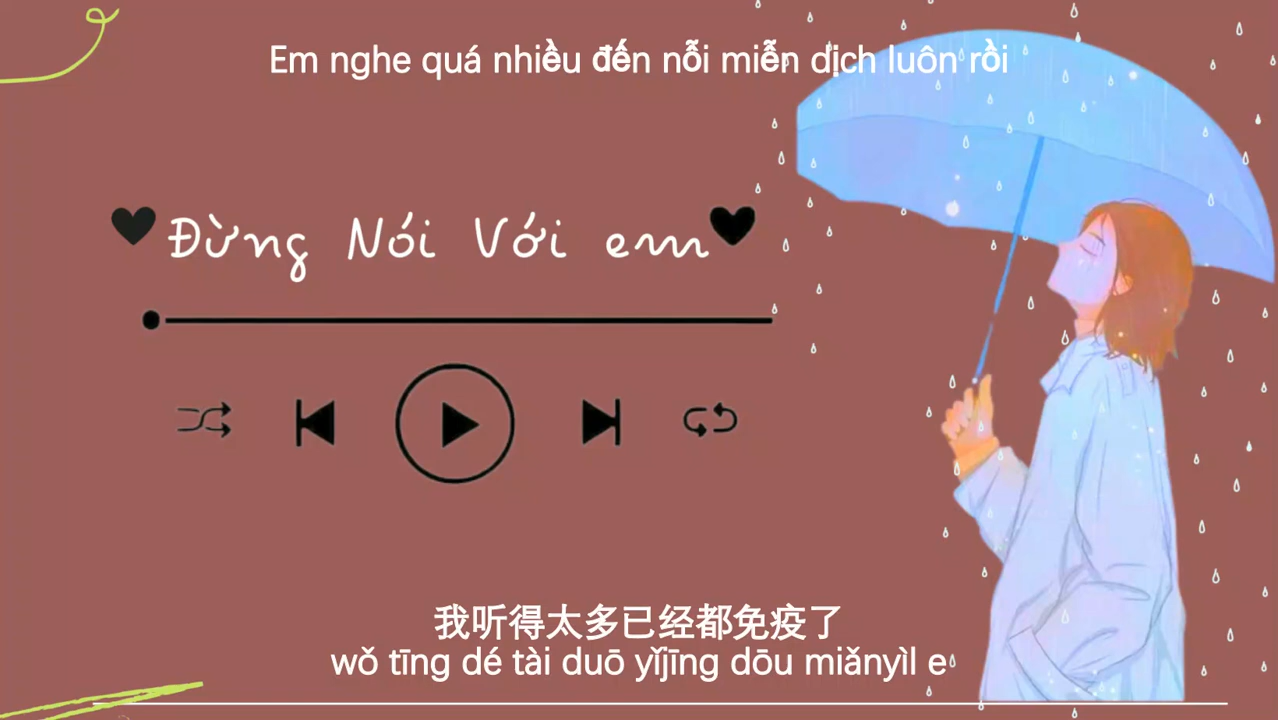 Em nghe quá nhiều đến nỗi miễn dịch luôn rồi
Đừng Nói Với em
我听得太多已经都免疫了
wǒ tīng dé tài duō yǐjīng dōu miǎnyìl e